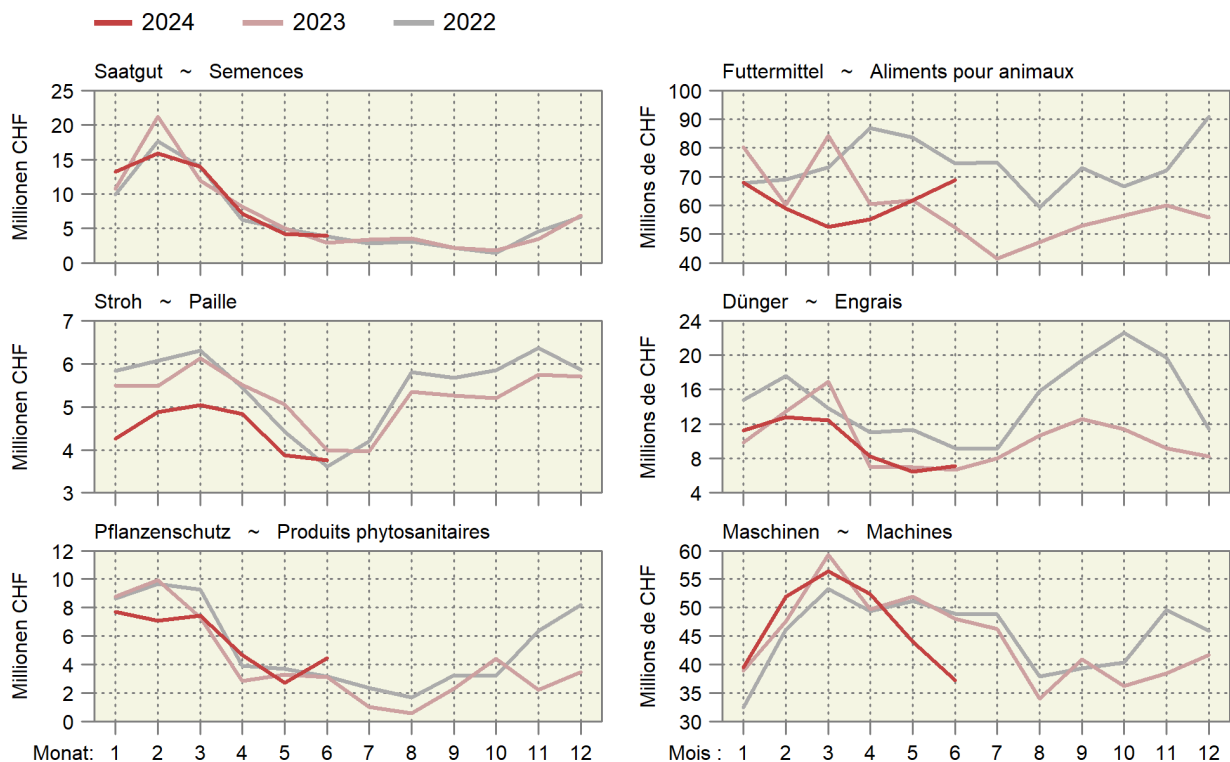 2024 2023 2022
Saatgut ~ Semences
Millionen CHF
25
20
15
10
5
0
Futtermittel ~ Aliments pour animaux
Millions de CHF
100
90
80
70
60
50
40
Stroh ~ Paille
Millionen CHF
7
6
5
4
3
Dünger ~ Engrais
Millions de CHF
24
20
16
12
8
4
Pflanzenschutz ~ Produits phytosanitaires
Millionen CHF
12
10
8
6
4
2
0
Monat: 1 2 3 4 5 6 7 8 9 10 11 12
Maschinen ~ Machines
Millions de CHF
60
55
50
45
40
35
30
Mois : 1 2 3 4 5 6 7 8 9 10 11 12